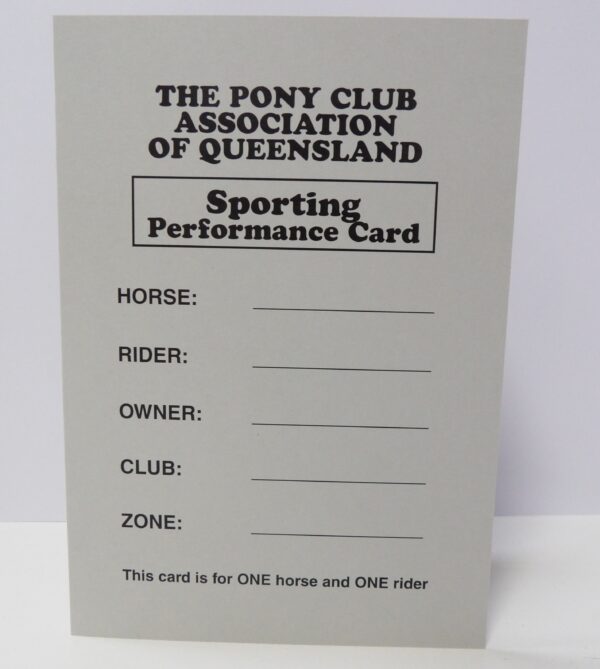 THE PONY CLUB
ASSOCIATION
OF QUEENSLAND
Sporting
Performance Card
HORSE:
RIDER:
OWNER:
CLUB:
ZONE:
This card is for ONE horse and ONE rider